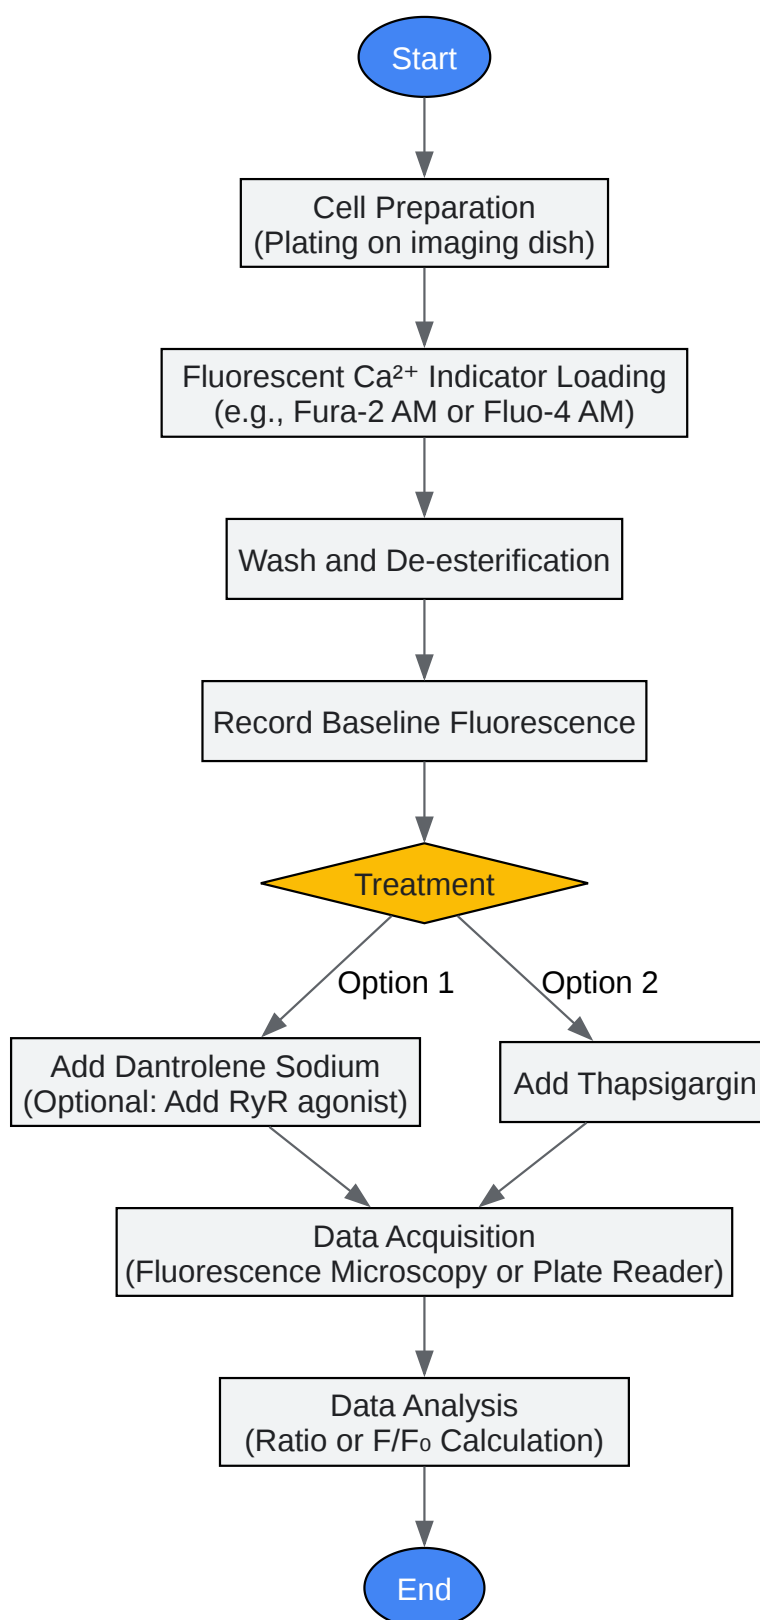 Start
Cell Preparation
(Plating on imaging dish)
Fluorescent Ca²⁺ Indicator Loading
(e.g., Fura-2 AM or Fluo-4 AM)
Wash and De-esterification
Record Baseline Fluorescence
Treatment
Option 1
Option 2
Add Dantrolene Sodium
(Optional: Add RyR agonist)
Add Thapsigargin
Data Acquisition
(Fluorescence Microscopy or Plate Reader)
Data Analysis
(Ratio or F/F₀ Calculation)
End